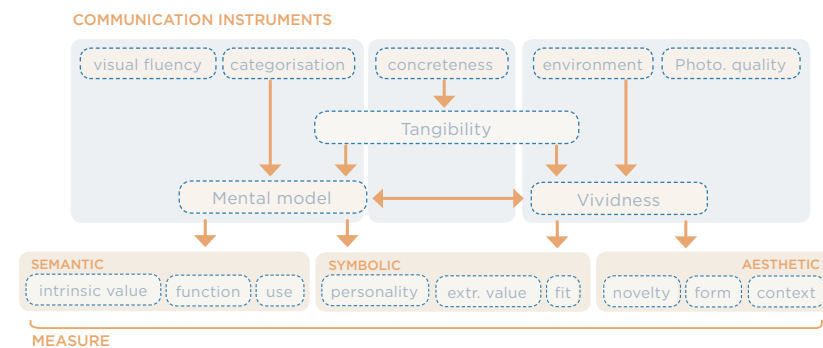 COMMUNICATION INSTRUMENTS
visual fluency categorisation concreteness environment Photo. quality
Tangibility
Mental model Vividness
SEMANTIC SYMBOLIC AESTHETIC
intrinsic value function use personality extr. value fit novelty form context
MEASURE